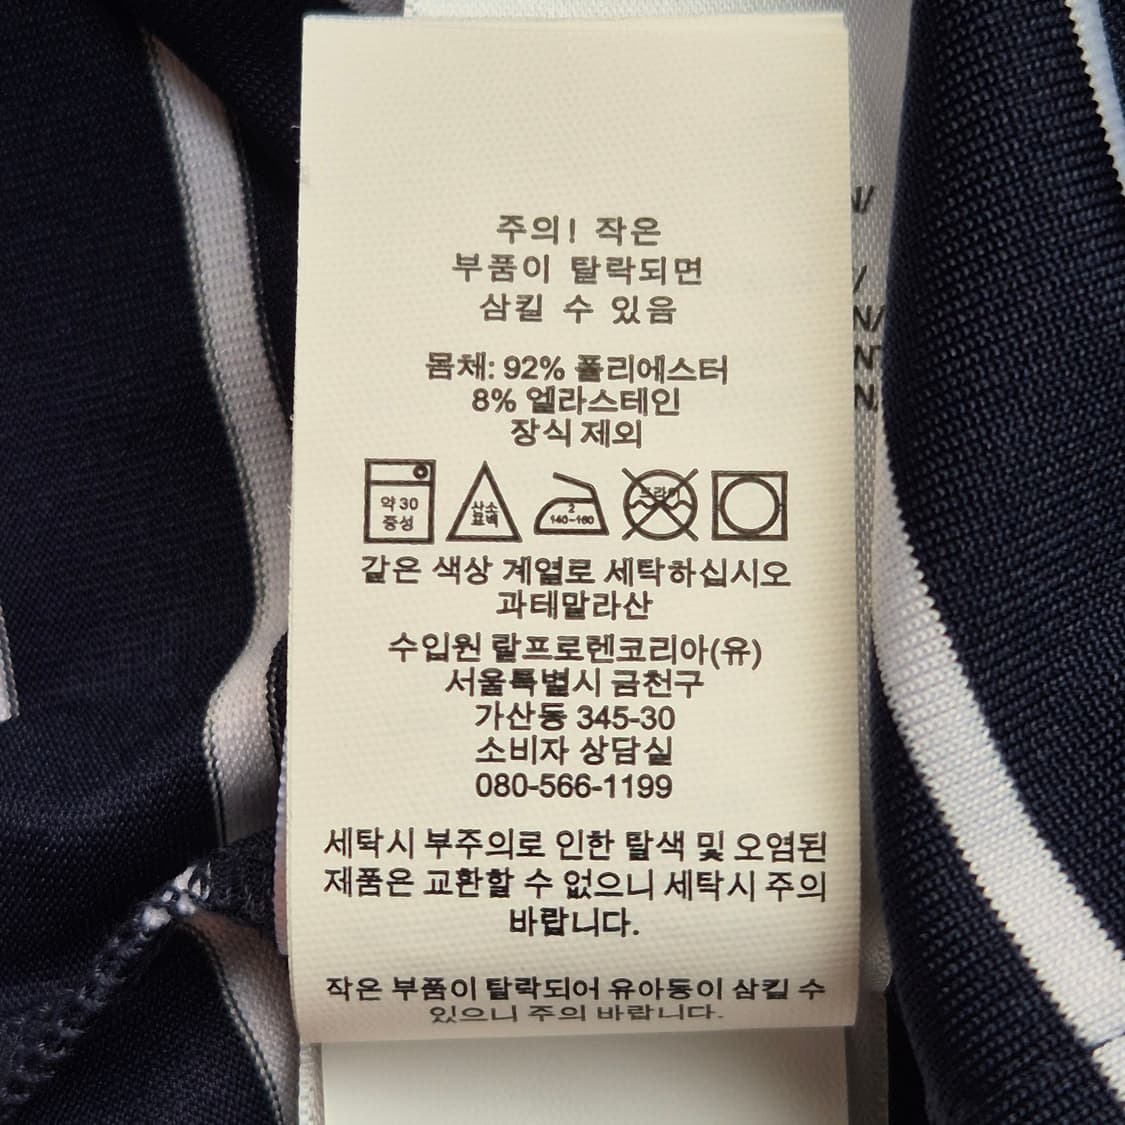 주의! 작은
부품이 탈락되면
삼킬 수 있음
몸채: 92% 폴리에스터
8% 엘라스테인
장식 제외
약 30
중성
산소
표백
2
140~160
드라이
같은 색상 계열로 세탁하십시오
과테말라산
수입원 랄프로렌코리아(유)
서울특별시 금천구
가산동 345-30
소비자 상담실
080-566-1199
세탁시 부주의로 인한 탈색 및 오염된
제품은 교환할 수 없으니 세탁시 주의
바랍니다.
작은 부품이 탈락되어 유아동이 삼킬 수
있으니 주의 바랍니다.